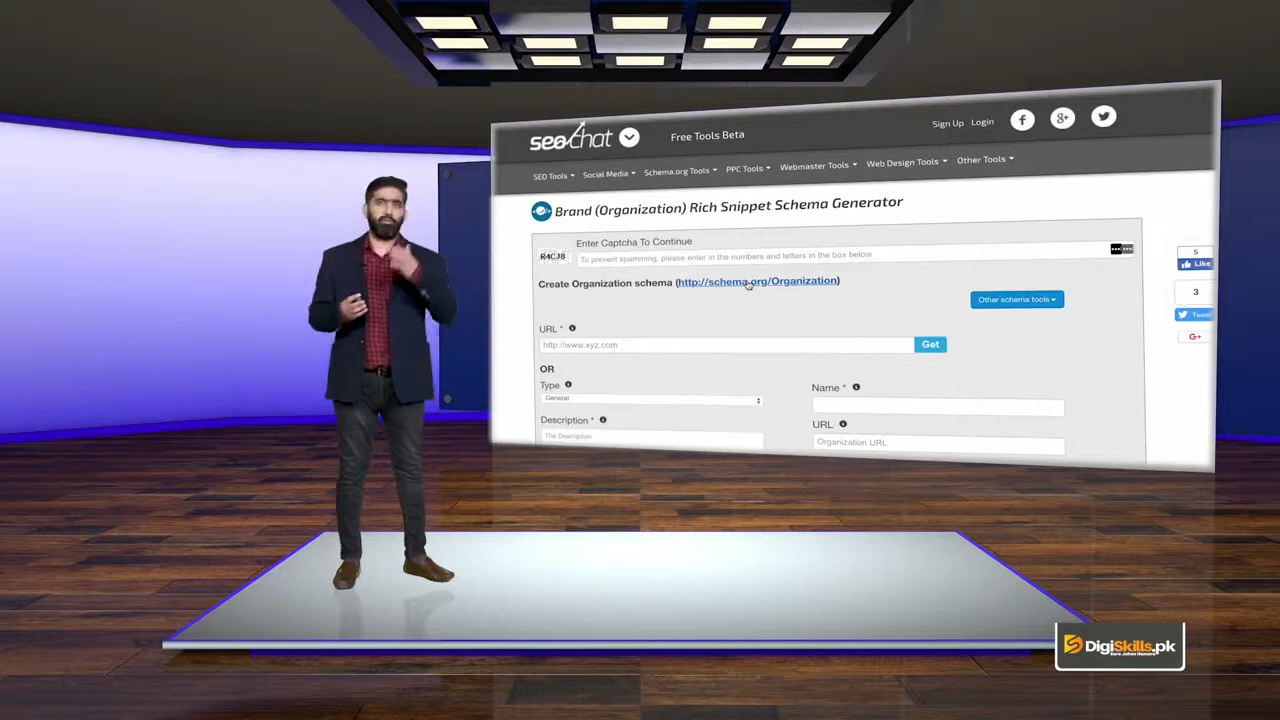 seochat
Free Tools Beta
Sign Up Login
SEO Tools Social Media Schema.org Tools PPC Tools Webmaster Tools Web Design Tools Other Tools
Brand (Organization) Rich Snippet Schema Generator
Enter Captcha To Continue
R4CJ8
To prevent spamming, please enter in the numbers and letters in the box below
Create Organization schema (http://schema.org/Organization)
Other schema tools
URL *
http://www.xyz.com
Get
OR
Type
General
Name *
Description *
The Description
URL
Organization URL
5
Like
3
Tweet
G+
DigiSkills.pk